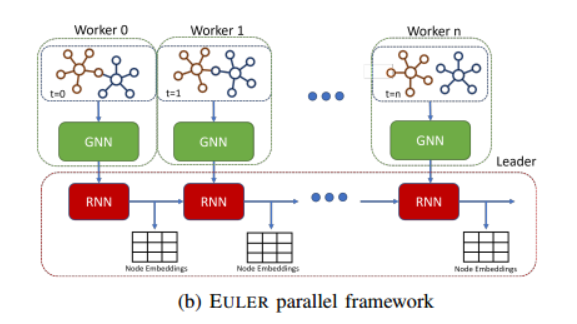 Worker 0
Worker 1
Worker n
t=0
t=1
t=n
GNN
GNN
GNN
Leader
RNN
RNN
RNN
Node Embeddings
Node Embeddings
Node Embeddings
(b) EULER parallel framework